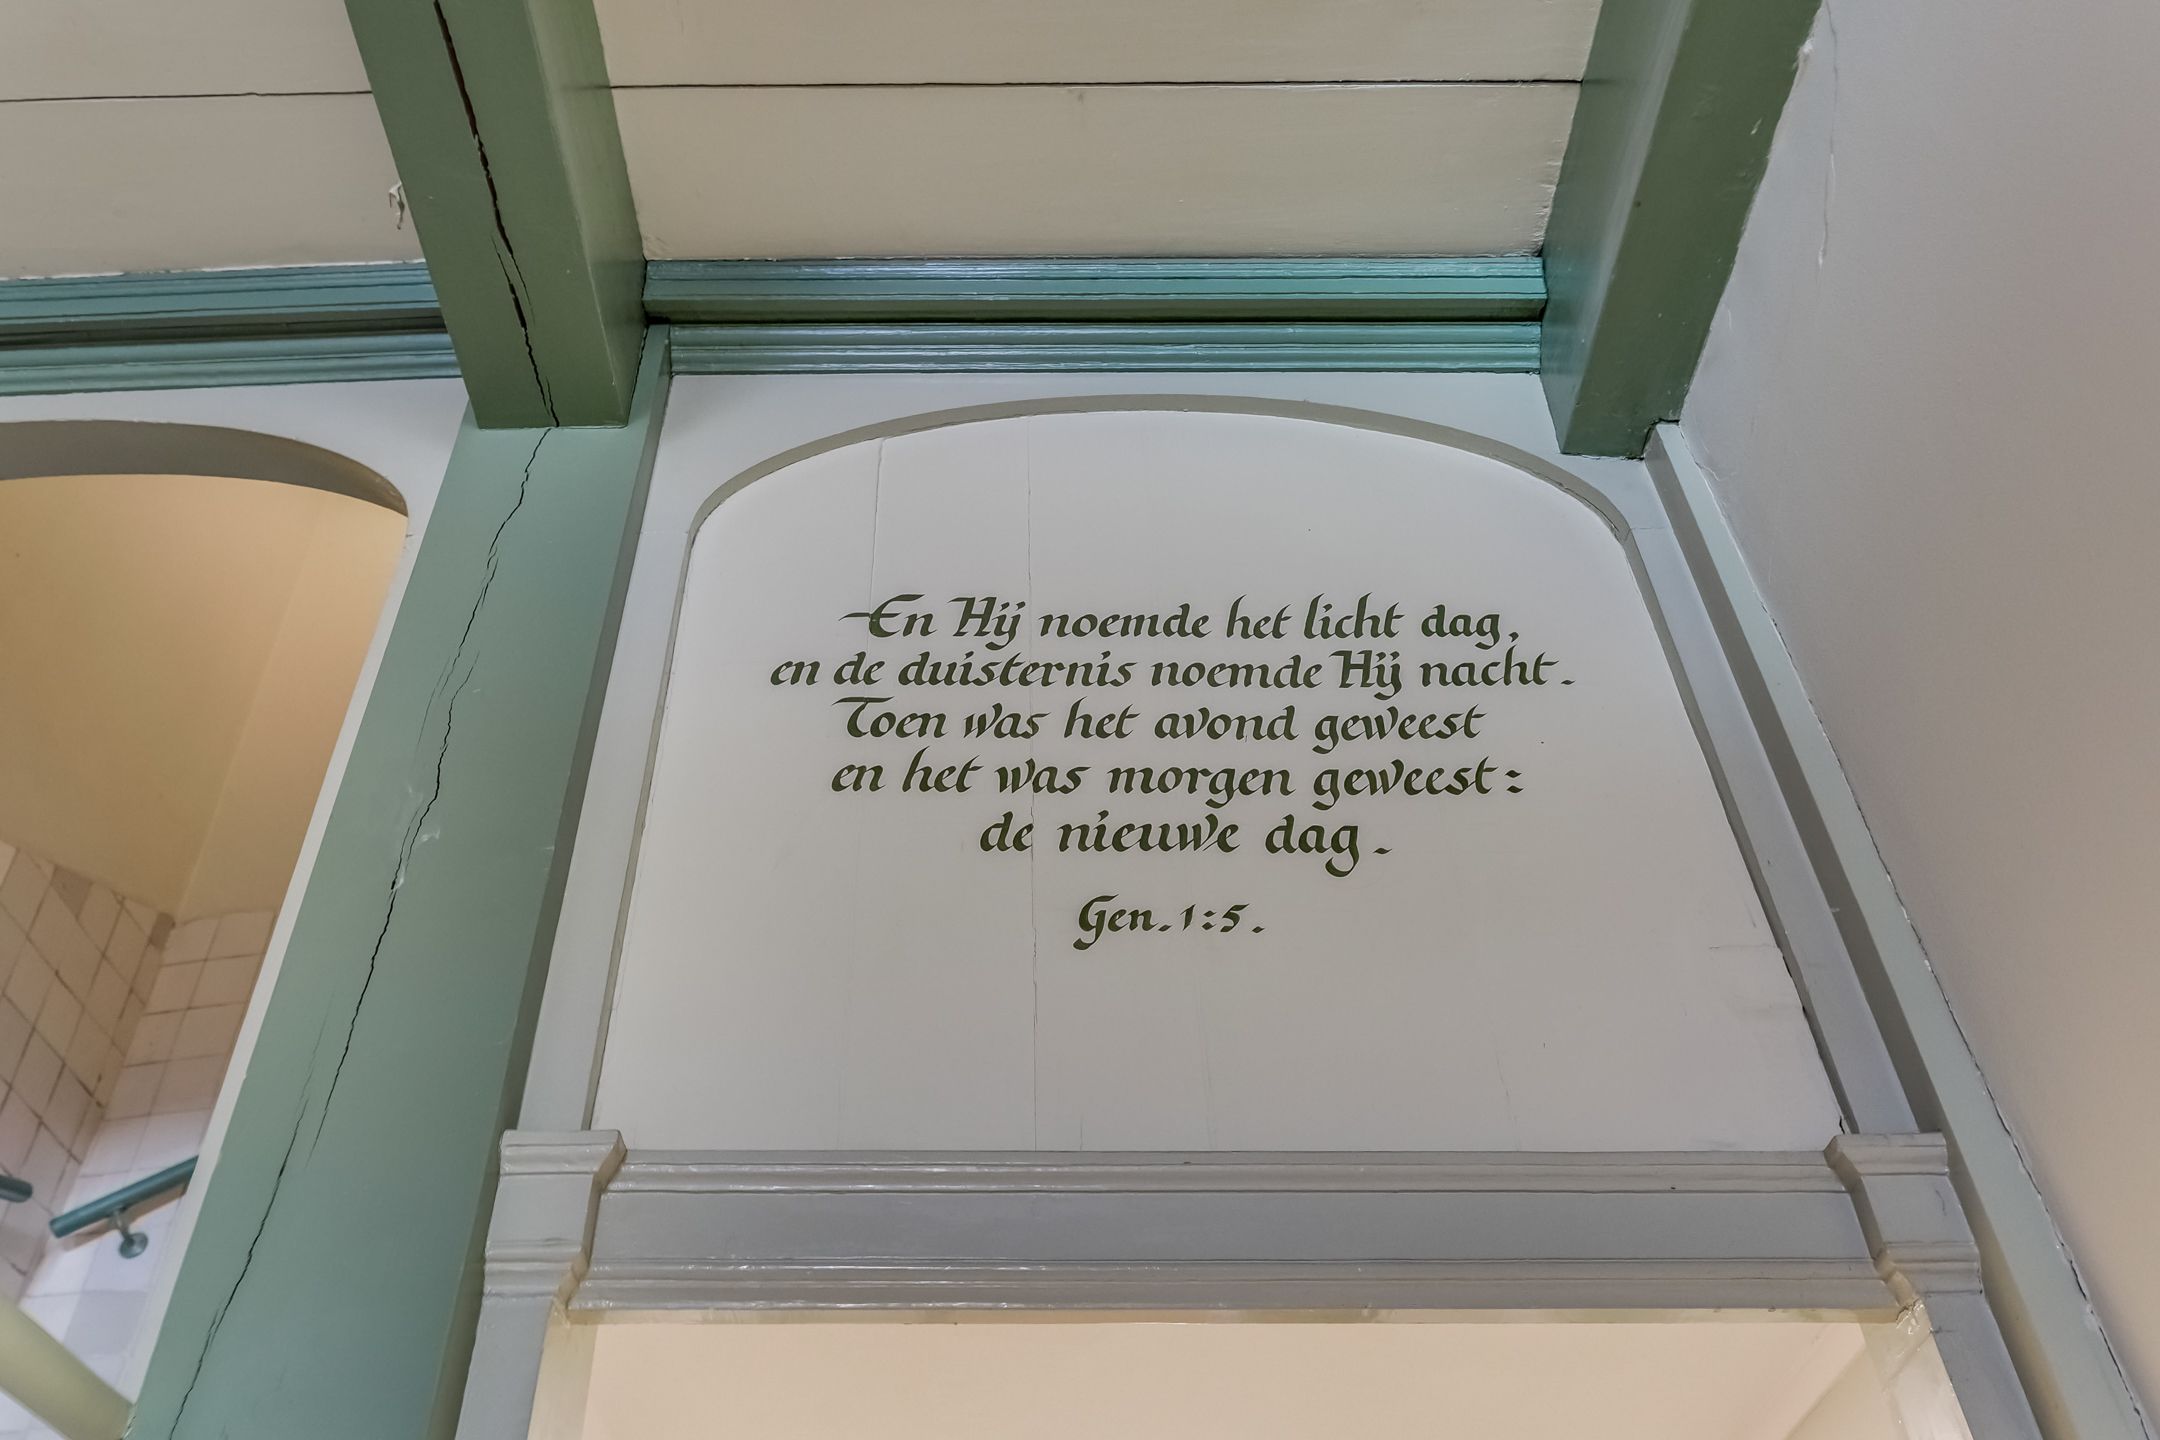 En Hij noemde het licht dag,
en de duisternis noemde Hij nacht.
Toen was het avond geweest
en het was morgen geweest:
de nieuwe dag.
Gen. 1:5.